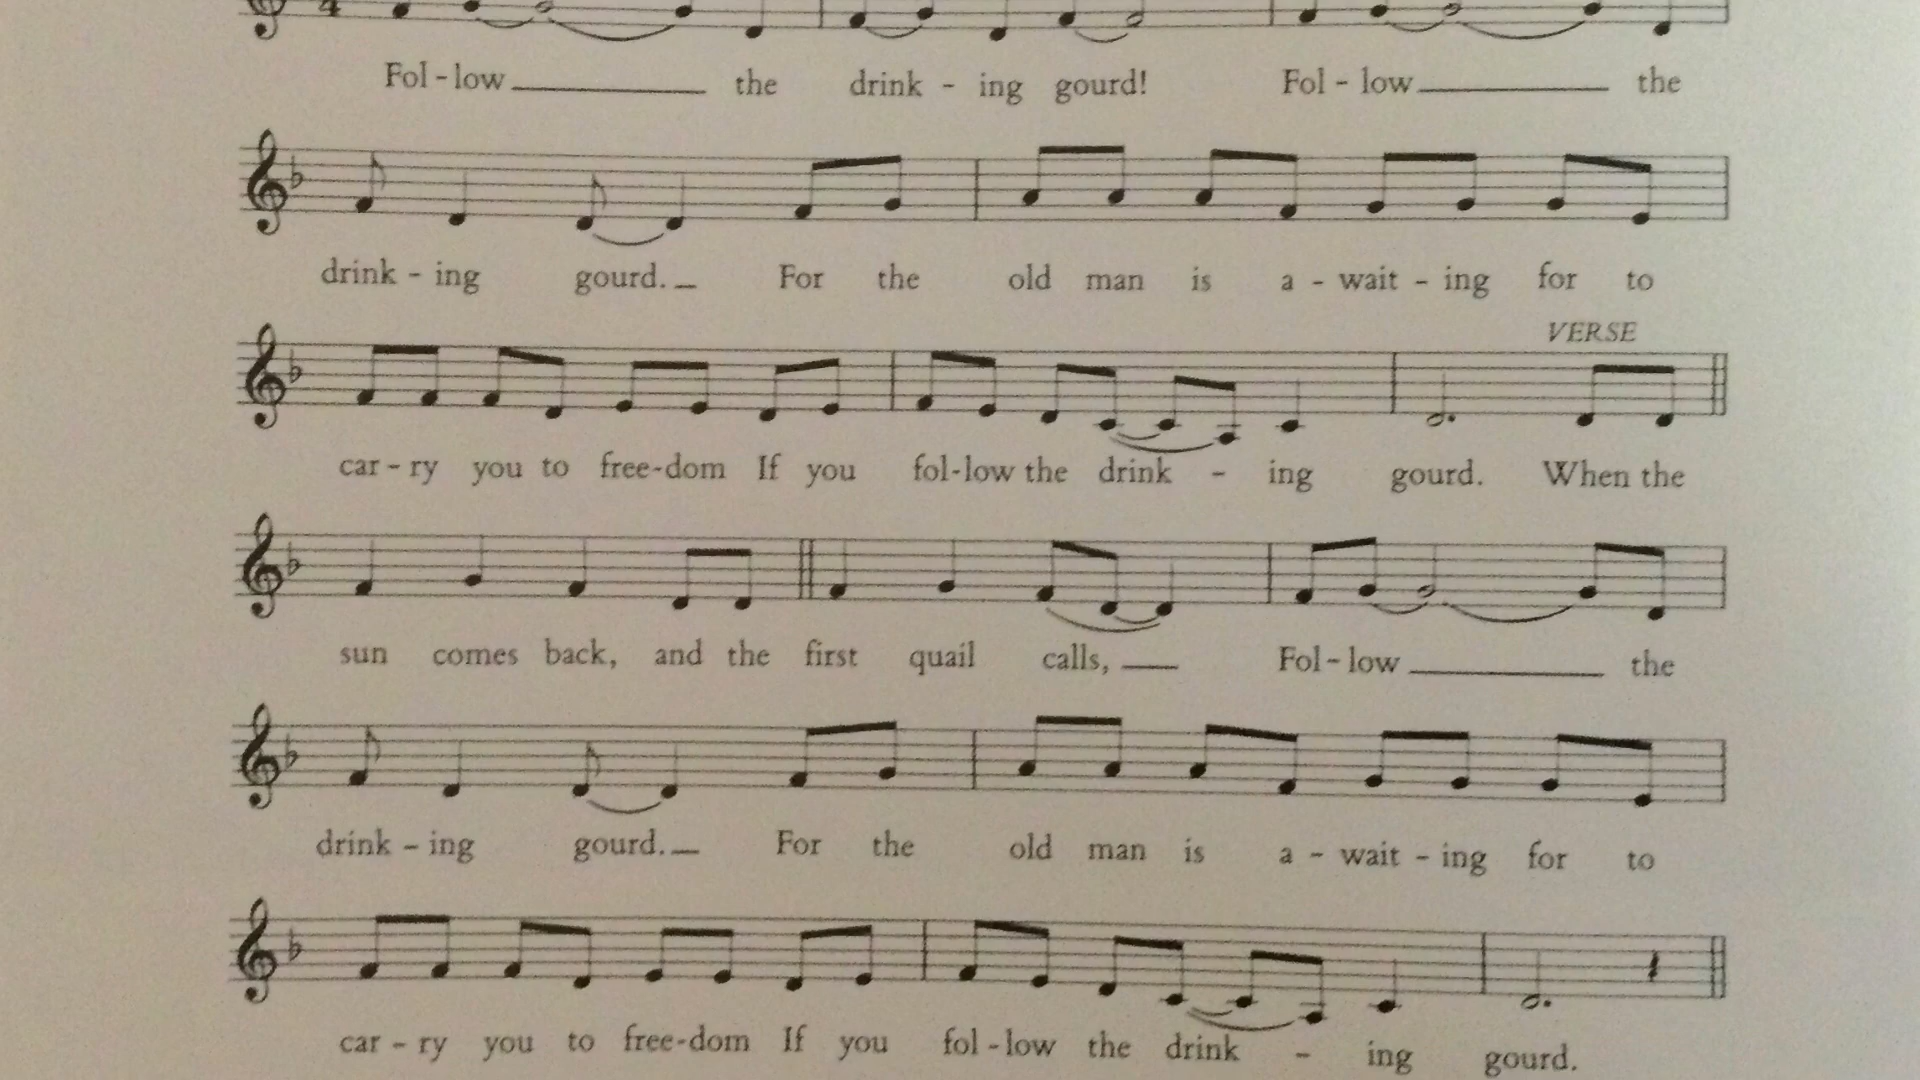 4
Fol - low the drink - ing gourd! Fol - low the
drink - ing gourd. For the old man is a - wait - ing for to
VERSE
car - ry you to free - dom If you fol - low the drink - ing gourd. When the
sun comes back, and the first quail calls, Fol - low the
drink - ing gourd. For the old man is a - wait - ing for to
car - ry you to free - dom If you fol - low the drink - ing gourd.